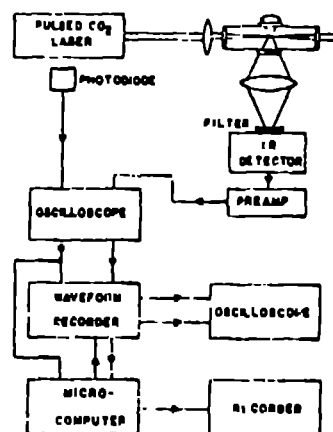 PULSED CO2
LASER
PHOTODIODE
FILTER
IR
DETECTOR
PREAMP
OSCILLOSCOPE
WAVEFORM
RECORDER
OSCILLOSCOPE
MICRO-
COMPUTER
RECORDER